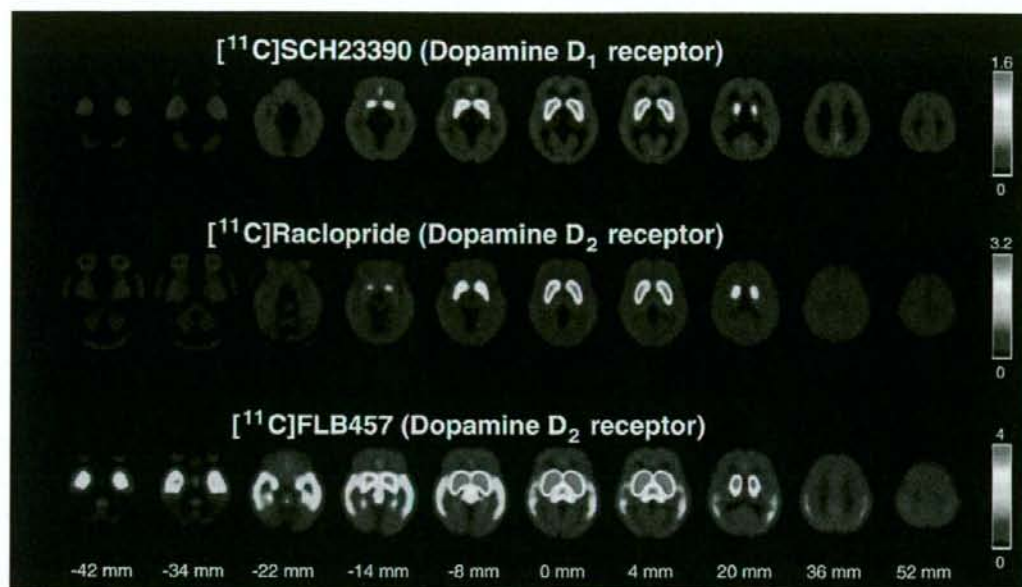 [¹¹C]SCH23390 (Dopamine D₁ receptor)
1.6
0
[¹¹C]Raclopride (Dopamine D₂ receptor)
3.2
0
[¹¹C]FLB457 (Dopamine D₂ receptor)
4
0
-42 mm -34 mm -22 mm -14 mm -8 mm 0 mm 4 mm 20 mm 36 mm 52 mm